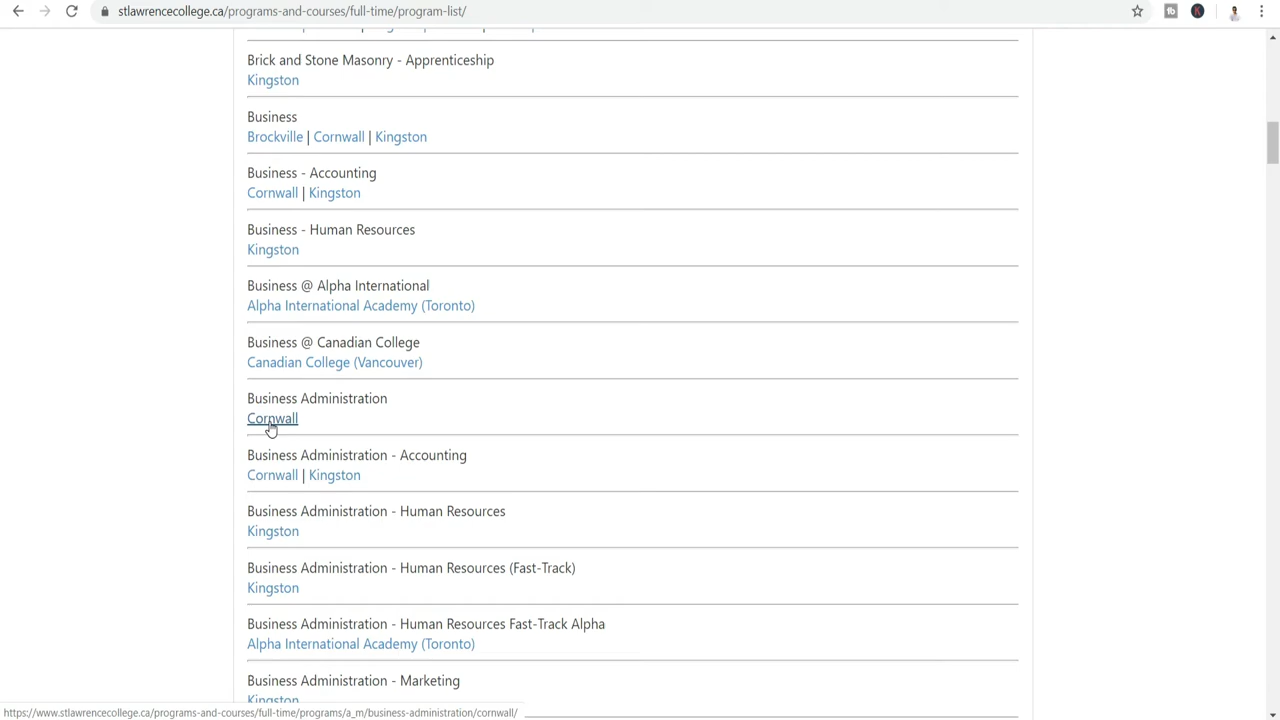 stlawrencecollege.ca/programs-and-courses/full-time/program-list/
Brick and Stone Masonry - Apprenticeship
Kingston
Business
Brockville | Cornwall | Kingston
Business - Accounting
Cornwall | Kingston
Business - Human Resources
Kingston
Business @ Alpha International
Alpha International Academy (Toronto)
Business @ Canadian College
Canadian College (Vancouver)
Business Administration
Cornwall
Business Administration - Accounting
Cornwall | Kingston
Business Administration - Human Resources
Kingston
Business Administration - Human Resources (Fast-Track)
Kingston
Business Administration - Human Resources Fast-Track Alpha
Alpha International Academy (Toronto)
Business Administration - Marketing
Kingston
https://www.stlawrencecollege.ca/programs-and-courses/full-time/programs/a_m/business-administration/cornwall/